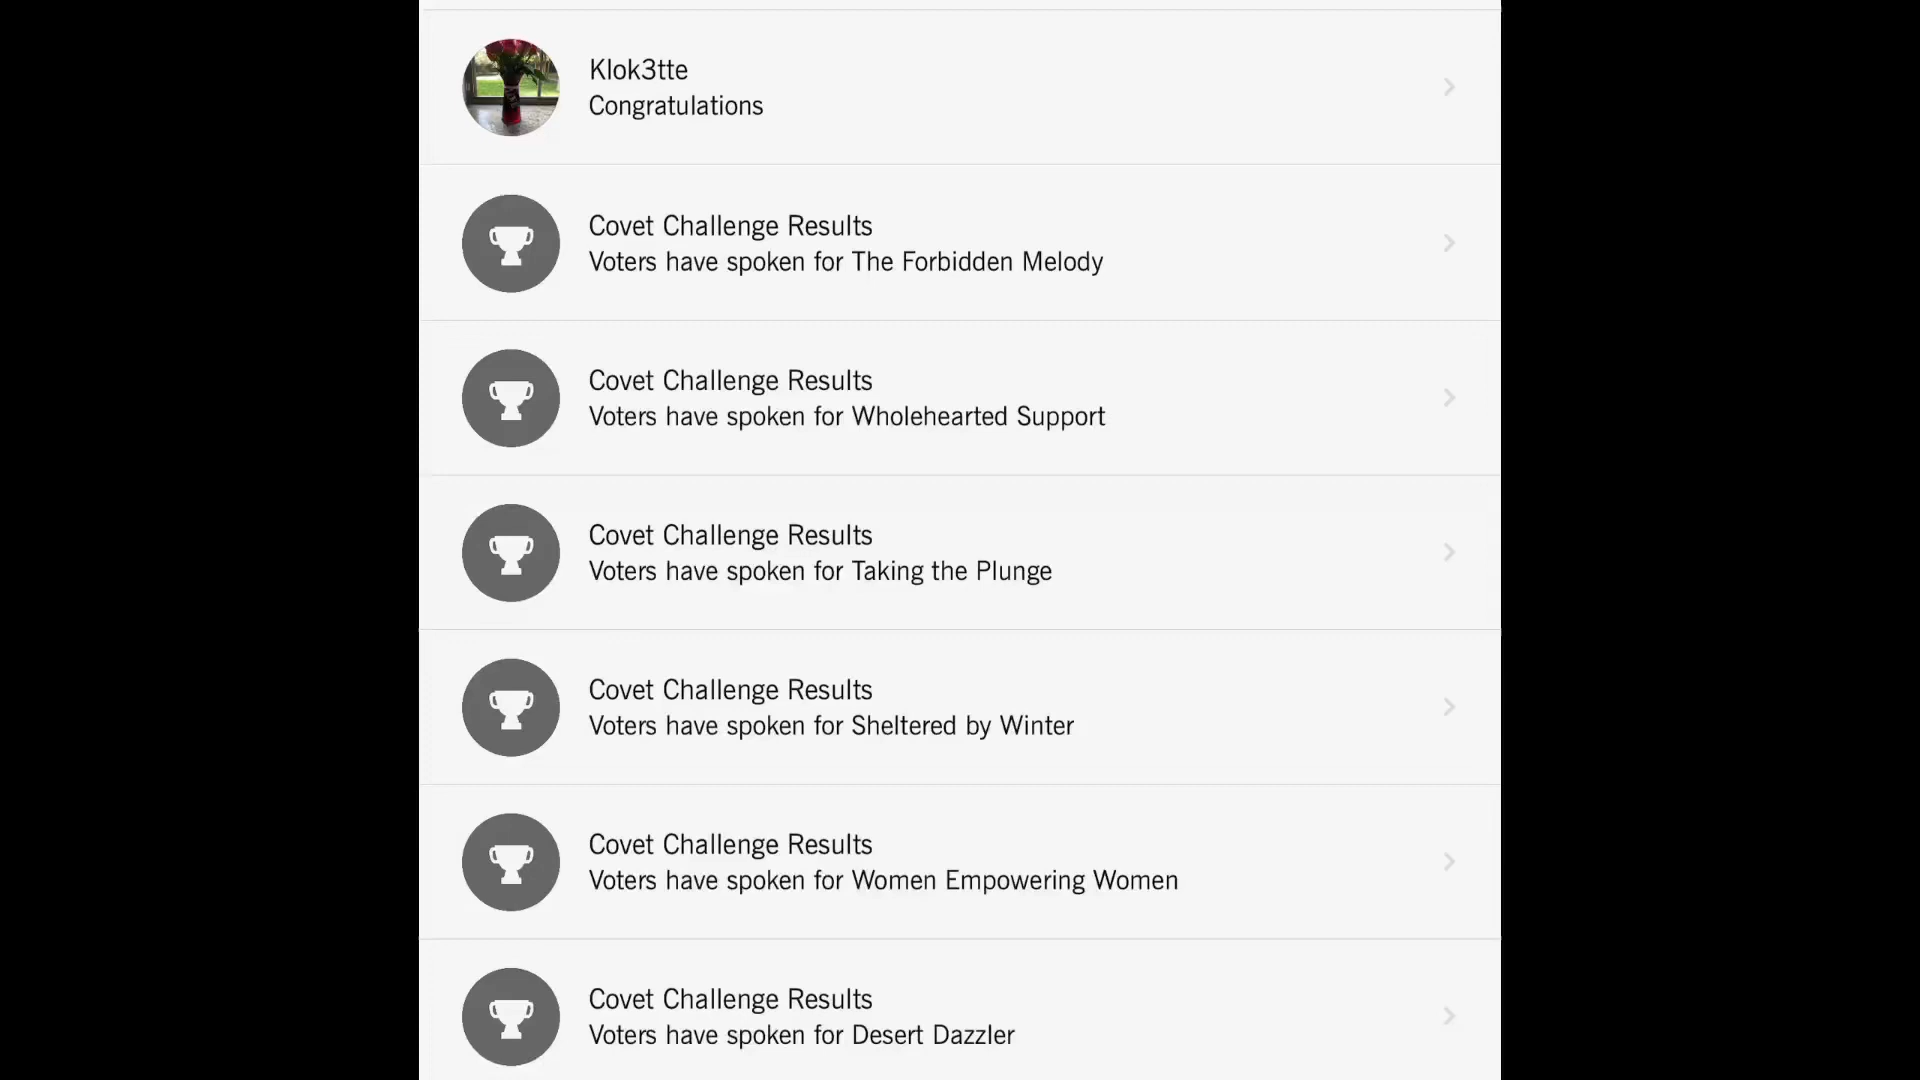 Klok3tte
Congratulations
Covet Challenge Results
Voters have spoken for The Forbidden Melody
Covet Challenge Results
Voters have spoken for Wholehearted Support
Covet Challenge Results
Voters have spoken for Taking the Plunge
Covet Challenge Results
Voters have spoken for Sheltered by Winter
Covet Challenge Results
Voters have spoken for Women Empowering Women
Covet Challenge Results
Voters have spoken for Desert Dazzler